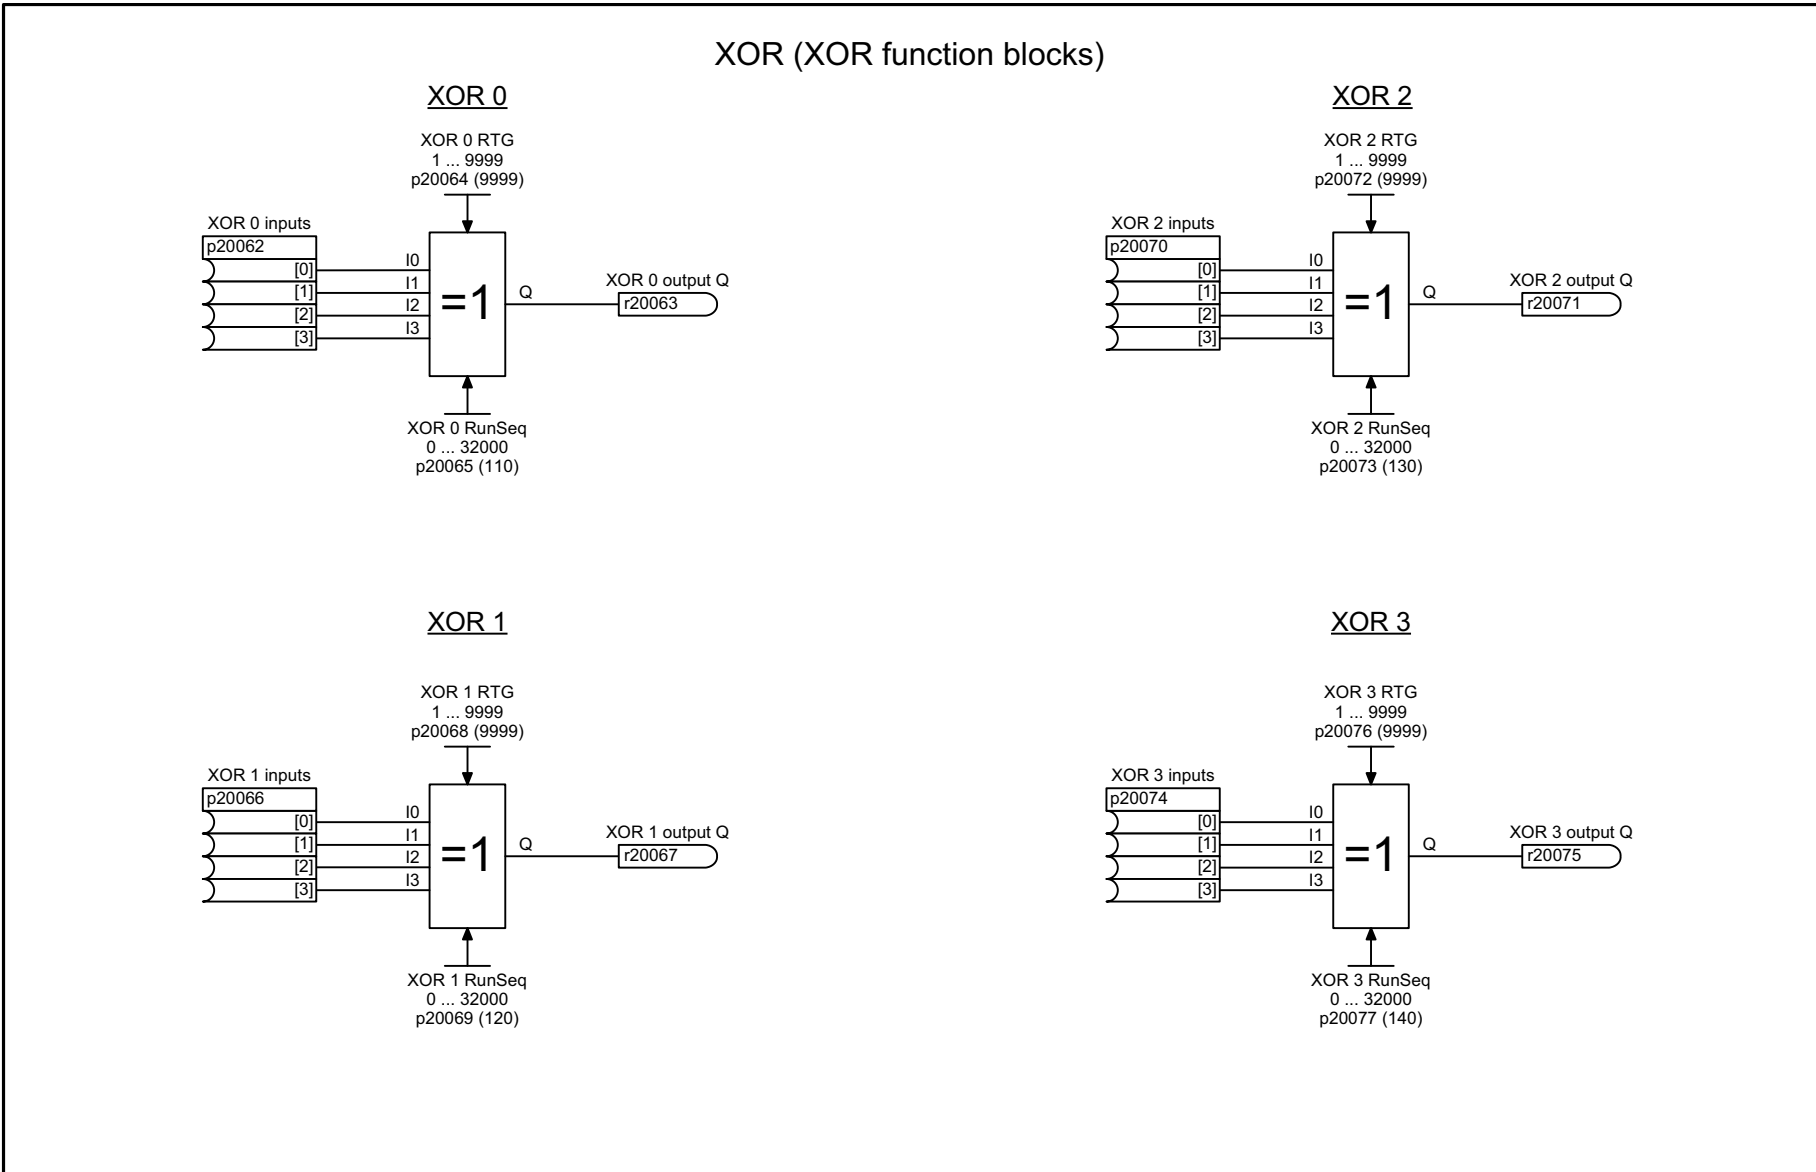 XOR (XOR function blocks)
XOR 0
XOR 0 RTG
1 ... 9999
p20064 (9999)
XOR 0 inputs
p20062
[0]
[1]
[2]
[3]
I0
I1
I2
I3
=1
Q
XOR 0 output Q
r20063
XOR 0 RunSeq
0 ... 32000
p20065 (110)
XOR 2
XOR 2 RTG
1 ... 9999
p20072 (9999)
XOR 2 inputs
p20070
[0]
[1]
[2]
[3]
I0
I1
I2
I3
=1
Q
XOR 2 output Q
r20071
XOR 2 RunSeq
0 ... 32000
p20073 (130)
XOR 1
XOR 1 RTG
1 ... 9999
p20068 (9999)
XOR 1 inputs
p20066
[0]
[1]
[2]
[3]
I0
I1
I2
I3
=1
Q
XOR 1 output Q
r20067
XOR 1 RunSeq
0 ... 32000
p20069 (120)
XOR 3
XOR 3 RTG
1 ... 9999
p20076 (9999)
XOR 3 inputs
p20074
[0]
[1]
[2]
[3]
I0
I1
I2
I3
=1
Q
XOR 3 output Q
r20075
XOR 3 RunSeq
0 ... 32000
p20077 (140)